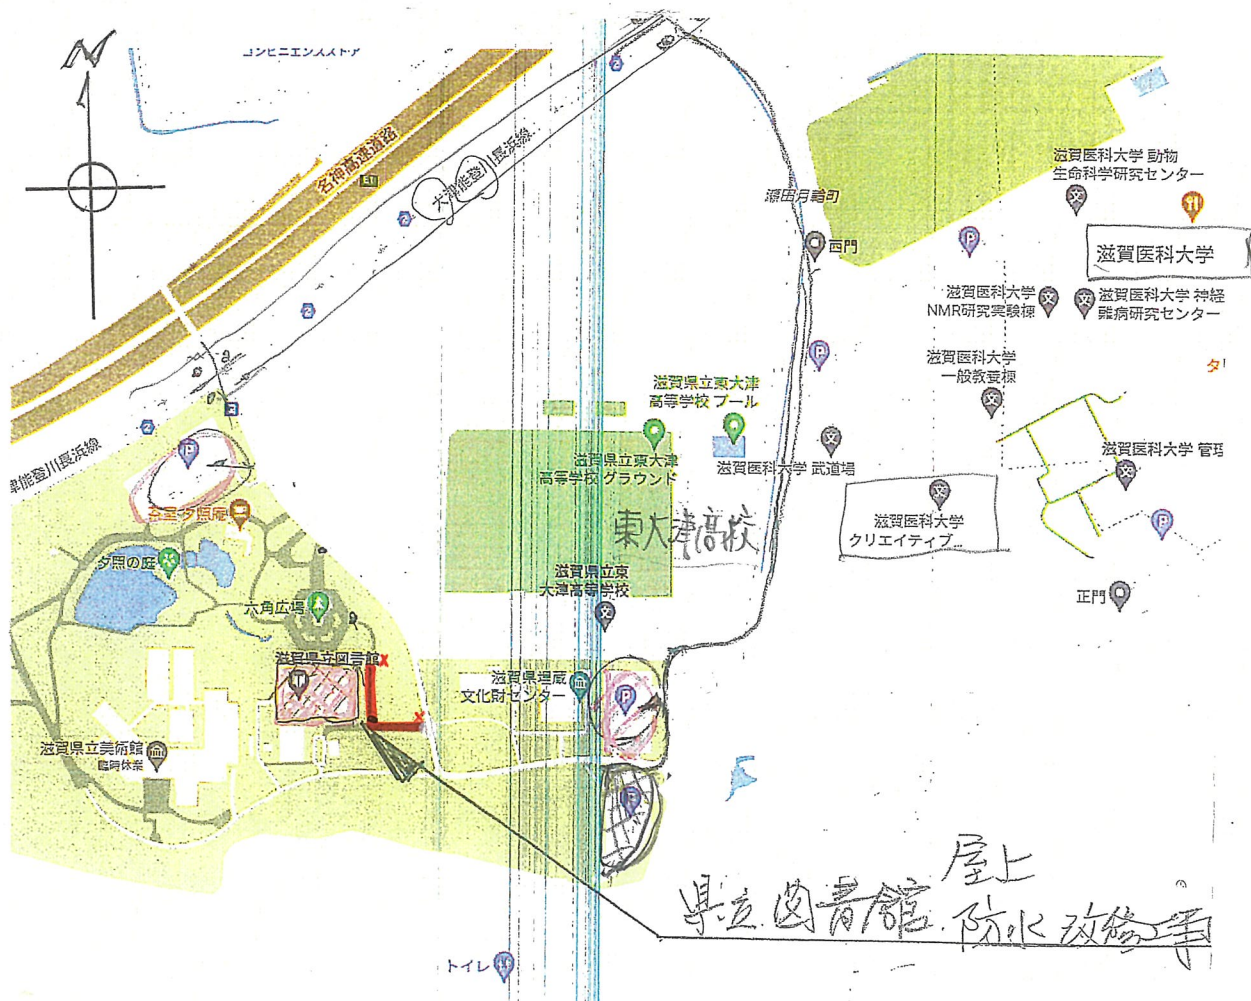 N
コンビニエンスストア
名神高速道路
E1
2
大津能登川長浜線
2
2
2
津能登川長浜線
P
茶室 夕照庵
夕照の庭
六角広場
滋賀県立図書館
x
x
滋賀県立美術館
臨時休業
滋賀県埋蔵
文化財センター
P
P
滋賀県立東大津
高等学校 プール
滋賀県立東大津
高等学校 グラウンド
東大津高校
滋賀県立東
大津高等学校
瀬田月輪町
西門
P
P
滋賀医科大学 動物
生命科学研究センター
滋賀医科大学
滋賀医科大学
NMR研究実験棟
滋賀医科大学 神経
難病研究センター
滋賀医科大学
一般教養棟
滋賀医科大学 武道場
滋賀医科大学
クリエイティブ...
滋賀医科大学 管理
P
正門
県立図書館 屋上
防水改修工事
トイレ